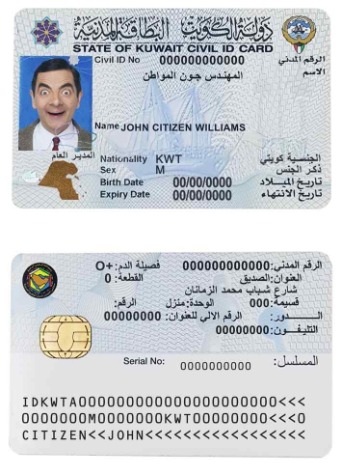 دولة الكويت البطاقة المدنية
STATE OF KUWAIT CIVIL ID CARD
Civil ID No 000000000000 الرقم المدني
المهندس جون المواطن الاسم
Name JOHN CITIZEN WILLIAMS
المدير العام
Nationality KWT الجنسية كويتي
Sex M ذكر الجنس
Birth Date 00/00/0000 تاريخ الميلاد
Expiry Date 00/00/0000 تاريخ الانتهاء
الرقم المدني:000000000000 فصيلة الدم: +O
العنوان:الصديق القطعة: 0
شارع شباب محمد الزمانان
قسيمة: 000 الوحدة:منزل الرقم:
الدور: الرقم الالي للعنوان: 00000000
التليفون: 00000000
Serial No: 0000000000 المسلسل:
IDKWTA0000000000000000000000<<<
0000000M0000000KWT00000000<<<0
CITIZEN<<JOHN<<<<<<<<<<<<<<<<<